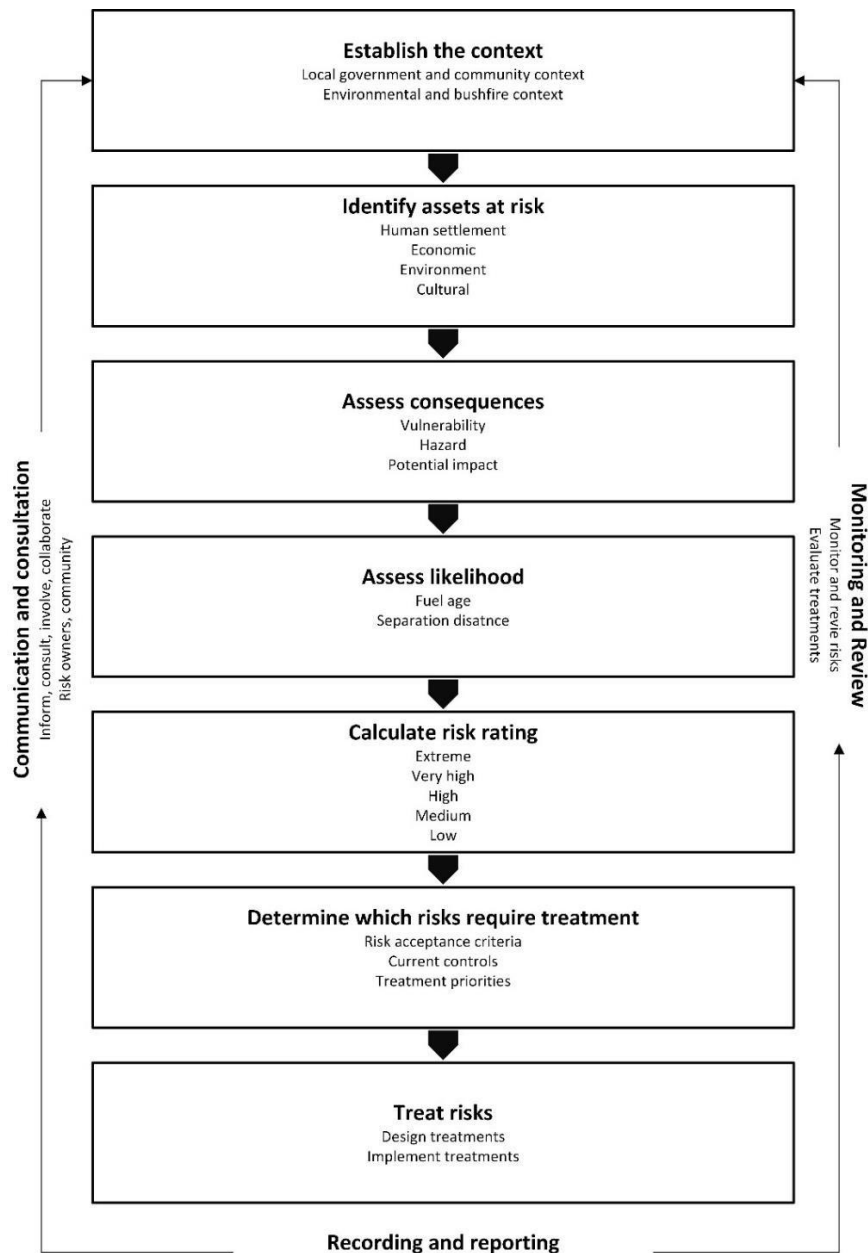 Establish the context
Local government and community context
Environmental and bushfire context
Identify assets at risk
Human settlement
Economic
Environment
Cultural
Assess consequences
Vulnerability
Hazard
Potential impact
Assess likelihood
Fuel age
Separation disatnce
Calculate risk rating
Extreme
Very high
High
Medium
Low
Determine which risks require treatment
Risk acceptance criteria
Current controls
Treatment priorities
Treat risks
Design treatments
Implement treatments
Communication and consultation
Inform, consult, involve, collaborate
Risk owners, community
Monitoring and Review
Monitor and revie risks
Evaluate treatments
Recording and reporting